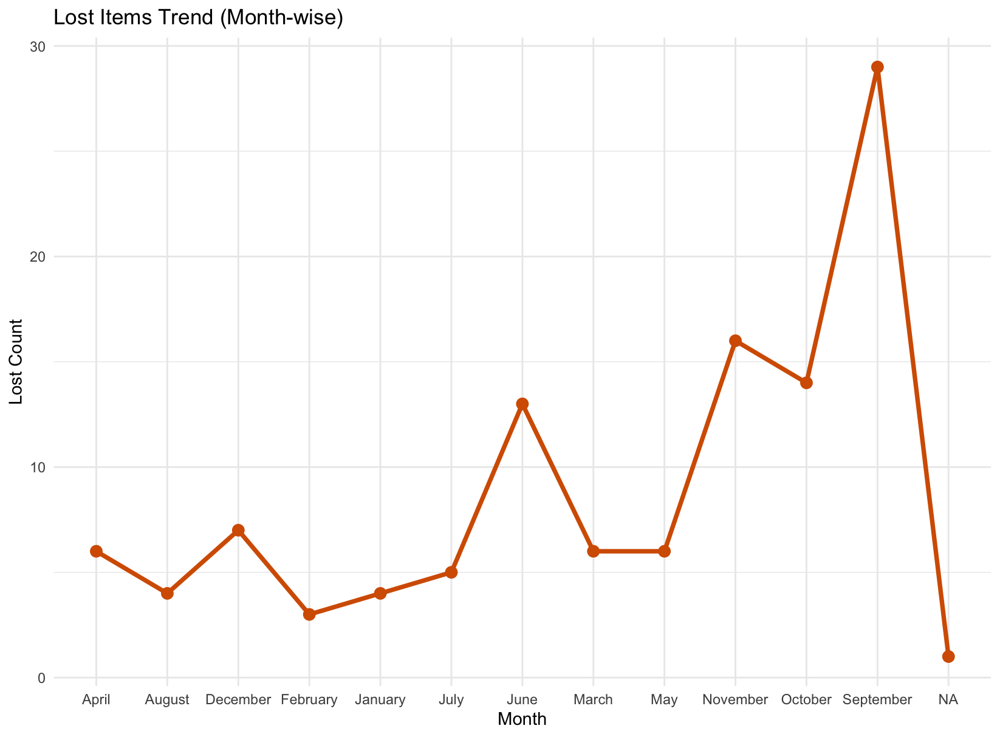 Lost Items Trend (Month-wise)
30
20
10
0
Lost Count
April August December February January July June March May November October September NA
Month